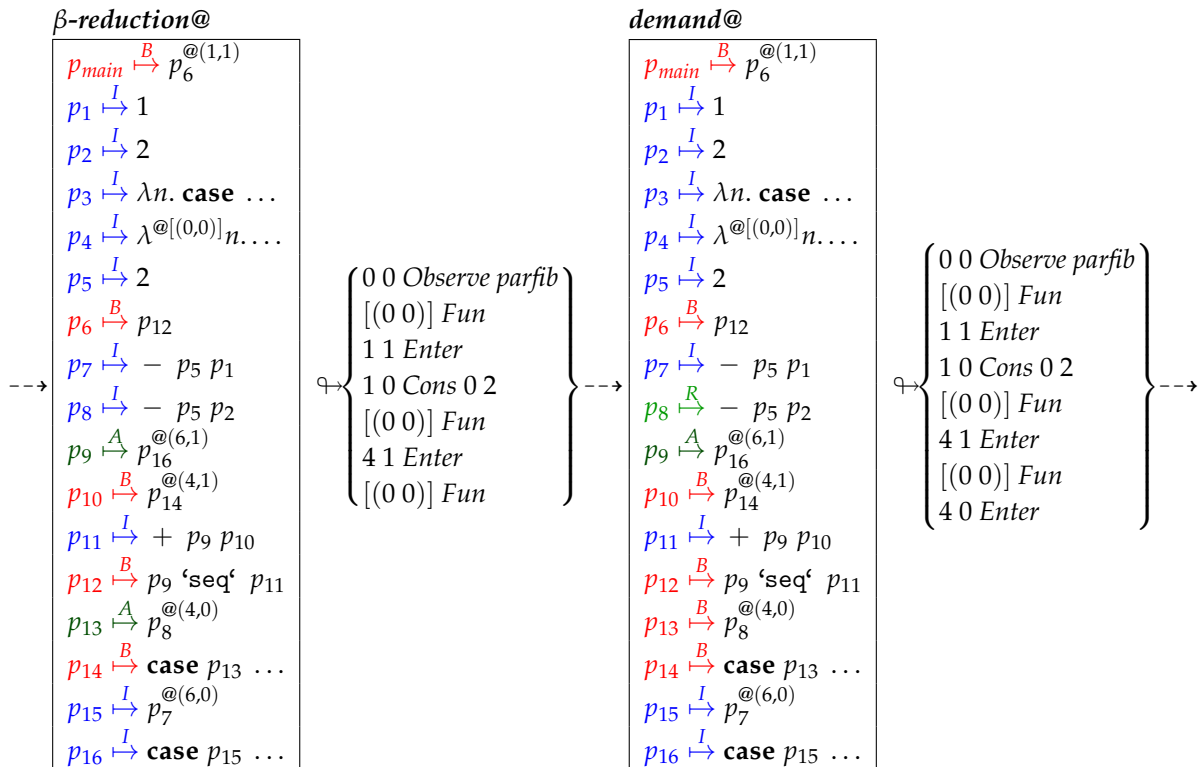 β-reduction@
p_main ↦^B p_6^@(1,1)
p_1 ↦^I 1
p_2 ↦^I 2
p_3 ↦^I λn. case …
p_4 ↦^I λ^@[(0,0)] n. …
p_5 ↦^I 2
p_6 ↦^B p_12
p_7 ↦^I − p_5 p_1
p_8 ↦^I − p_5 p_2
p_9 ↦^A p_16^@(6,1)
p_10 ↦^B p_14^@(4,1)
p_11 ↦^I + p_9 p_10
p_12 ↦^B p_9 ‘seq‘ p_11
p_13 ↦^A p_8^@(4,0)
p_14 ↦^B case p_13 …
p_15 ↦^I p_7^@(6,0)
p_16 ↦^I case p_15 …
0 0 Observe parfib
[(0 0)] Fun
1 1 Enter
1 0 Cons 0 2
[(0 0)] Fun
4 1 Enter
[(0 0)] Fun
demand@
p_main ↦^B p_6^@(1,1)
p_1 ↦^I 1
p_2 ↦^I 2
p_3 ↦^I λn. case …
p_4 ↦^I λ^@[(0,0)] n. …
p_5 ↦^I 2
p_6 ↦^B p_12
p_7 ↦^I − p_5 p_1
p_8 ↦^R − p_5 p_2
p_9 ↦^A p_16^@(6,1)
p_10 ↦^B p_14^@(4,1)
p_11 ↦^I + p_9 p_10
p_12 ↦^B p_9 ‘seq‘ p_11
p_13 ↦^B p_8^@(4,0)
p_14 ↦^B case p_13 …
p_15 ↦^I p_7^@(6,0)
p_16 ↦^I case p_15 …
0 0 Observe parfib
[(0 0)] Fun
1 1 Enter
1 0 Cons 0 2
[(0 0)] Fun
4 1 Enter
[(0 0)] Fun
4 0 Enter